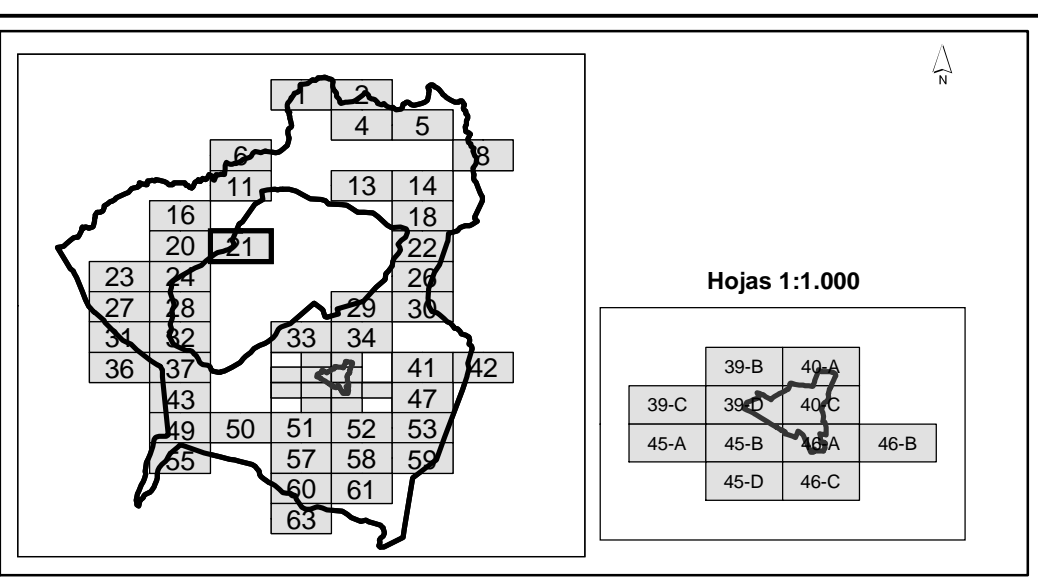 N
1 2
4 5
6 8
11 13 14
16 18
20 21 22
23 24 26
27 28 29 30
31 32 33 34
36 37 41 42
43 47
49 50 51 52 53
55 57 58 59
60 61
63
Hojas 1:1.000
39-B 40-A
39-C 39-D 40-C
45-A 45-B 46-A 46-B
45-D 46-C